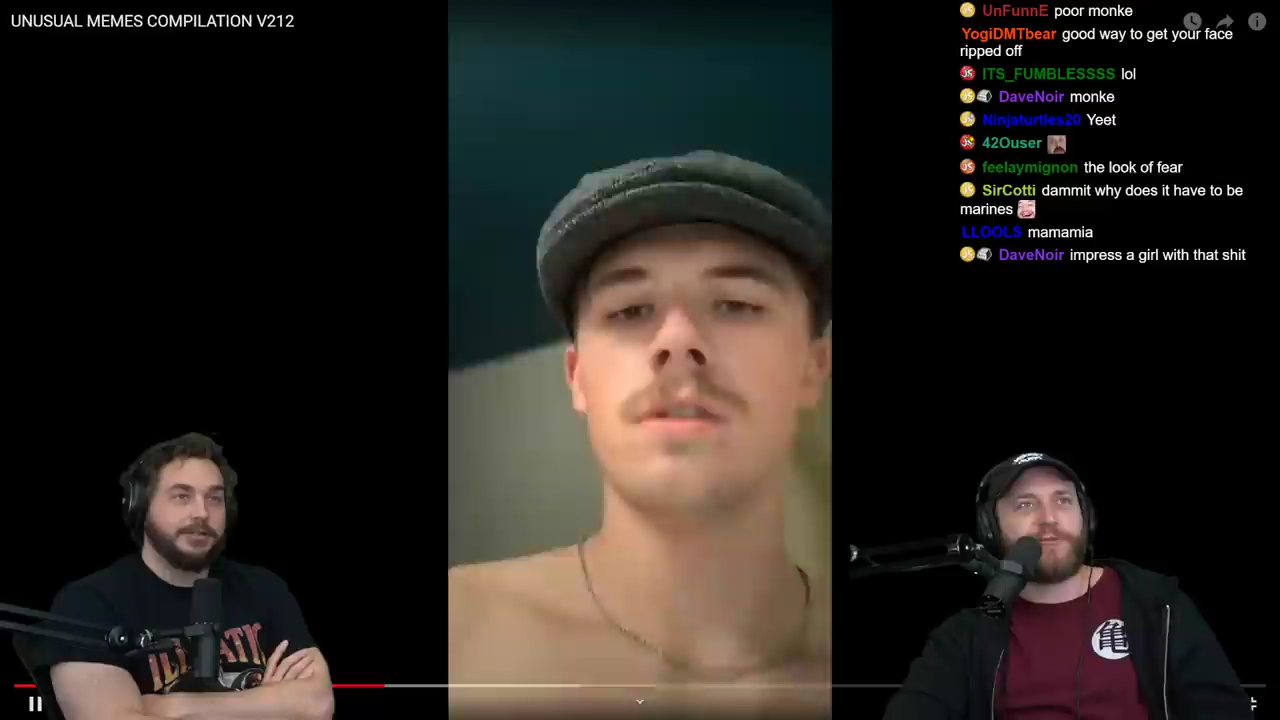 UNUSUAL MEMES COMPILATION V212
UnFunnE poor monke
YogiDMTbear good way to get your face
ripped off
ITS_FUMBLESSSS lol
DaveNoir monke
Ninjaturtles20 Yeet
42Ouser
feelaymignon the look of fear
SirCotti dammit why does it have to be
marines
LLOOLS mamamia
DaveNoir impress a girl with that shit